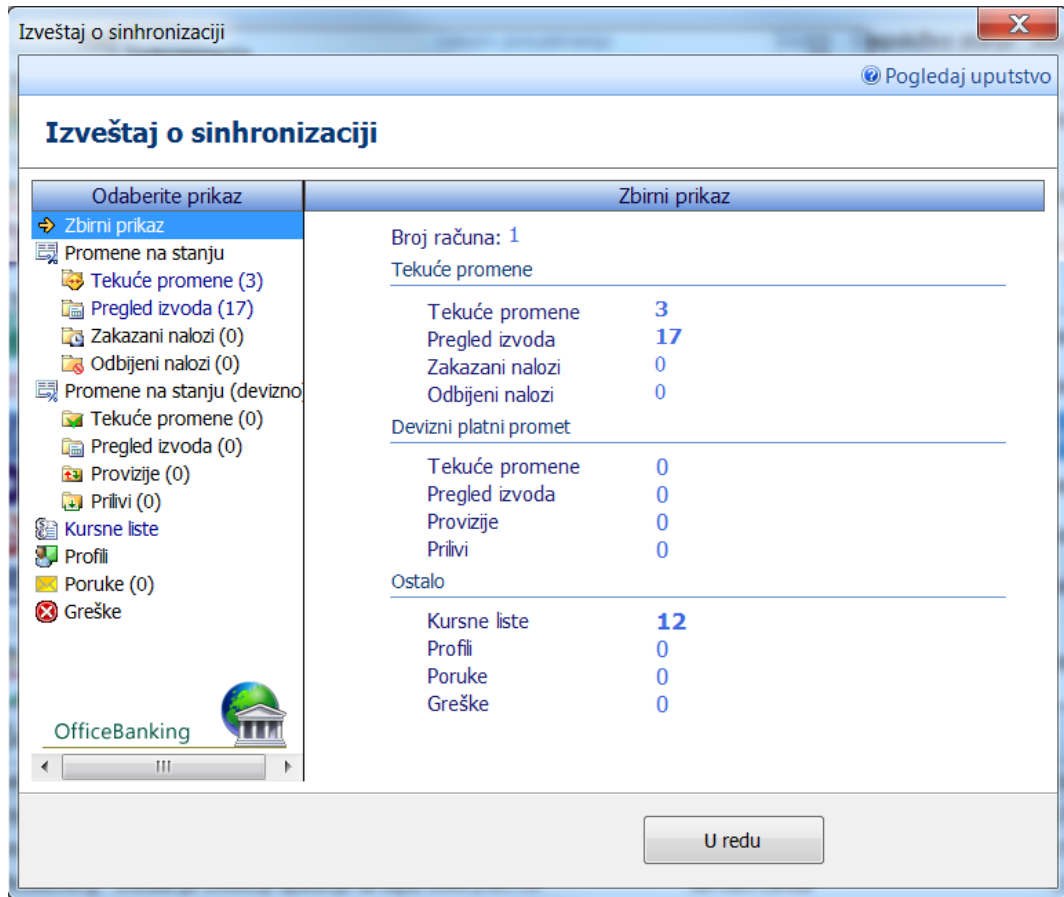 Izveštaj o sinhronizaciji
Pogledaj uputstvo
Izveštaj o sinhronizaciji
Odaberite prikaz
Zbirni prikaz
Promene na stanju
Tekuće promene (3)
Pregled izvoda (17)
Zakazani nalozi (0)
Odbijeni nalozi (0)
Promene na stanju (devizno
Tekuće promene (0)
Pregled izvoda (0)
Provizije (0)
Prilivi (0)
Kursne liste
Profili
Poruke (0)
Greške
OfficeBanking
Zbirni prikaz
Broj računa: 1
Tekuće promene
Tekuće promene 3
Pregled izvoda 17
Zakazani nalozi 0
Odbijeni nalozi 0
Devizni platni promet
Tekuće promene 0
Pregled izvoda 0
Provizije 0
Prilivi 0
Ostalo
Kursne liste 12
Profili 0
Poruke 0
Greške 0
U redu